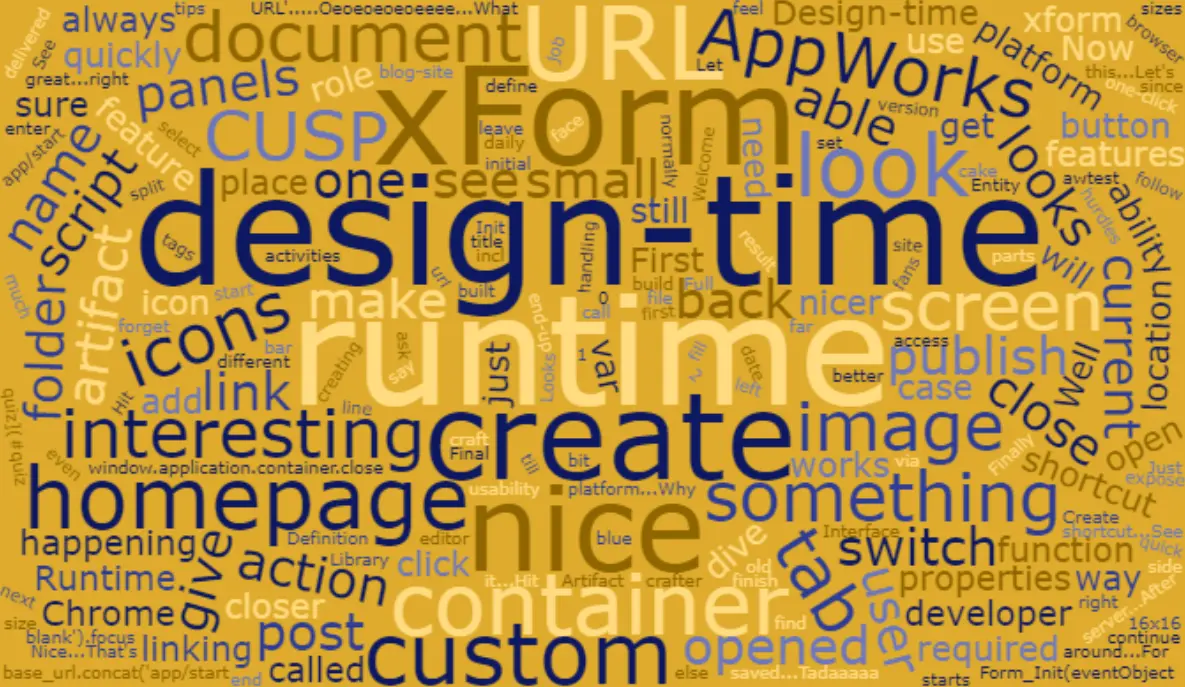 delivered
See
always
tips
URL'.....Oeoeoeoeoeeee...What
feel
Design-time
xform
sizes
browser
quickly
document
URL
Job
Let
AppWorks
use
platform
Now
great...right
panels
role
blog-site
define
xForm
this...Let's
since
one-click
sure
feature
select
CUSP
leave
daily
face
initial
normally
Welcome
need
able
version
set
get
button
enter
app/start
name
script
split
place
one
see
small
look
cake
Entity
looks
features
awtest
hurdles
follow
ability
still
design-time
tags
activities
Init
title
incl
url
built
handling
First
build
Full
file
first
result
site
fans
parts
will
current
location
much
folder
artifact
icon
start
forget
icons
make
end-up
o
call
back
nicer
far
screen
runtime
bar
different
creating
ask
say
Looks
just
1
var
fill
~
date
left
better
access
publish
case
close
Well
Hit
add
link
line
quiz](#quiz
even
interesting
create
craft
Final
till
bit
image
works
via
Finally
shortcut
open
Just
expose
window.application.container.close
homepage
usability
platform...Why
something
nice
blue
Create
shortcut...See
quick
happening
give
Definition
editor
action
Library
click
it...Hit
Artifact
crafter
dive
old
finish
tab
Interface
switch
function
side
Runtime.
properties
way
next
size
Chrome
closer
container
find
user
developer
right
server...After
16x16
continue
blank').focus
Nice...That's
linking
post
called
custom
opened
required
around...For
base_url.concat('app/start
end
else
saved...Tadaaaaa
starts
Form_Init(eventObject